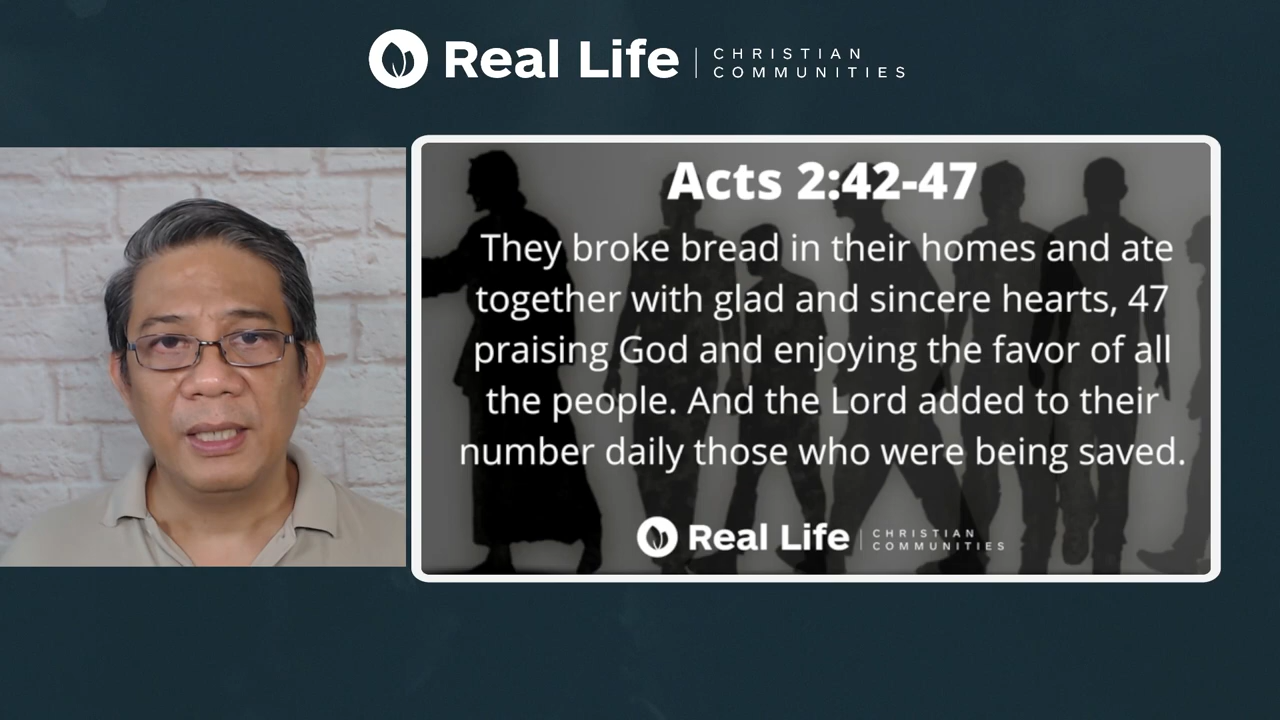 Real Life
CHRISTIAN
COMMUNITIES
Acts 2:42-47
They broke bread in their homes and ate
together with glad and sincere hearts, 47
praising God and enjoying the favor of all
the people. And the Lord added to their
number daily those who were being saved.
Real Life
CHRISTIAN
COMMUNITIES